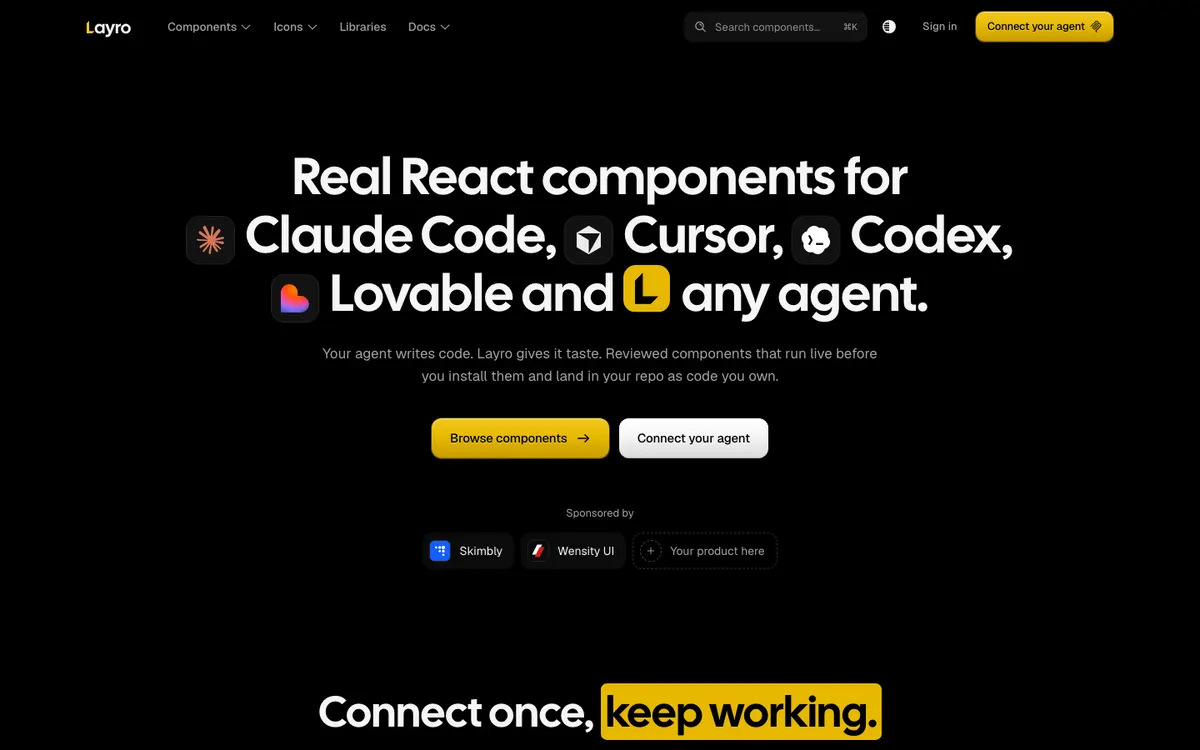 Layro
Components
Icons
Libraries
Docs
Search components...
⌘K
Sign in
Connect your agent
Real React components for
Claude Code, Cursor, Codex,
Lovable and L any agent.
Your agent writes code. Layro gives it taste. Reviewed components that run live before
you install them and land in your repo as code you own.
Browse components →
Connect your agent
Sponsored by
Skimbly
Wensity UI
+ Your product here
Connect once, keep working.